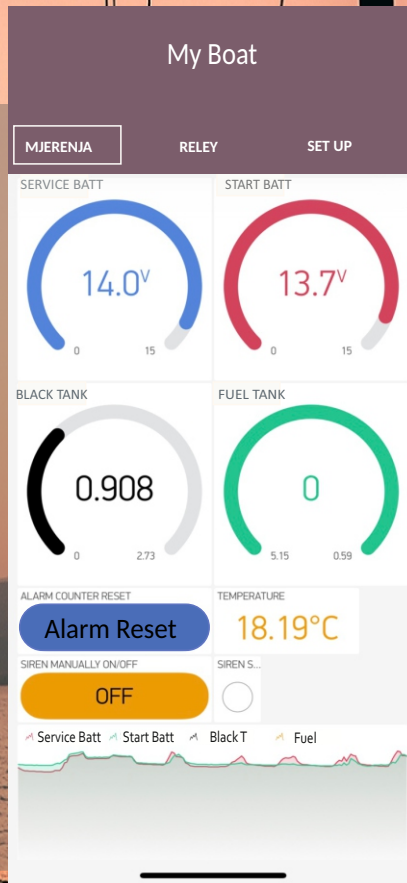 My Boat
MJERENJA RELEY SET UP
SERVICE BATT START BATT
14.0V 13.7V
0 15 0 15
BLACK TANK FUEL TANK
0.908 0
0 2.73 5.15 0.59
ALARM COUNTER RESET TEMPERATURE
Alarm Reset 18.19°C
SIREN MANUALLY ON/OFF SIREN S...
OFF
Service Batt Start Batt Black T Fuel